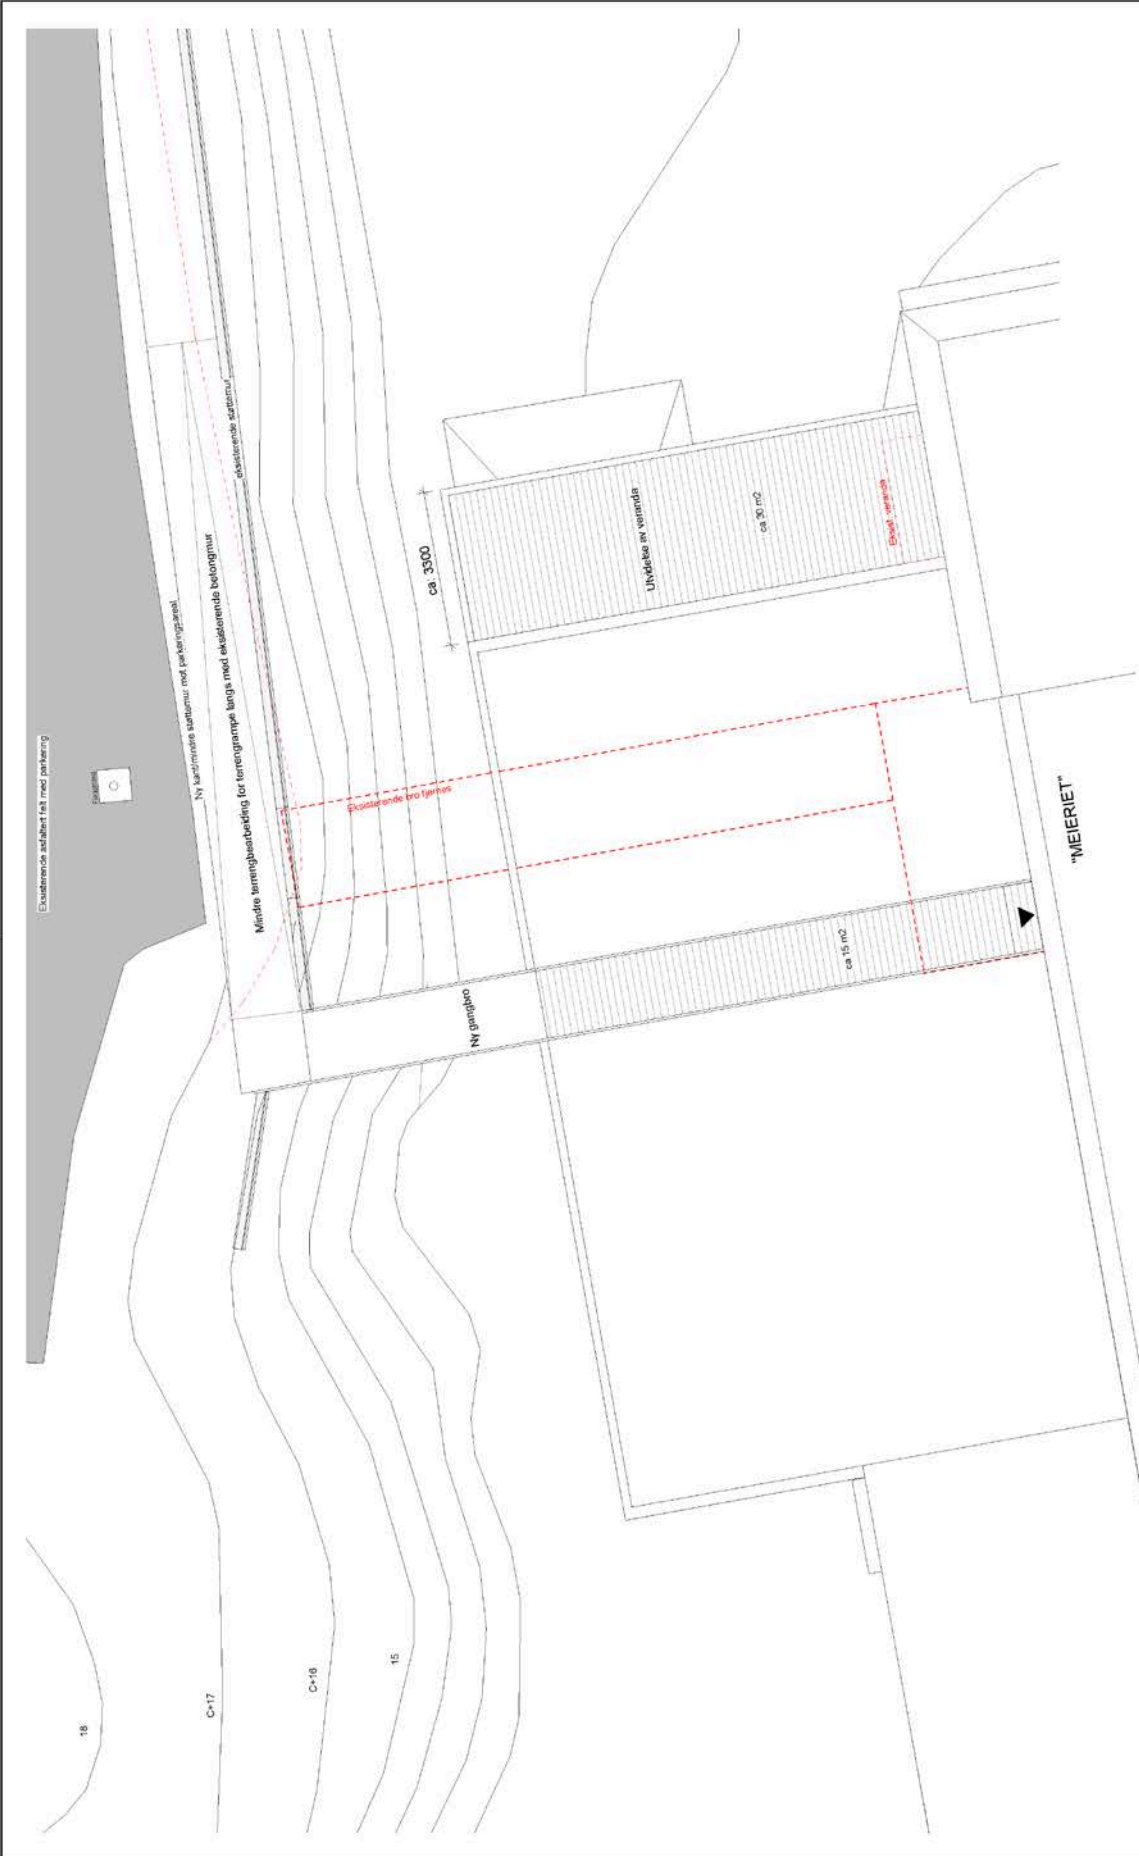 Eksisterende asfaltert felt med parkering
Ny kant/mindre støttemur mot parkeringsareal
Mindre terrengbearbeiding for terrengrampe langs med eksisterende betongmur
eksisterende støttemur
Eksisterende bro fjernes
ca: 3300
Utvidelse av veranda
ca 30 m2
Eksist. veranda
Ny gangbro
ca 15 m2
"MEIERIET"
18
C+17
C+16
15